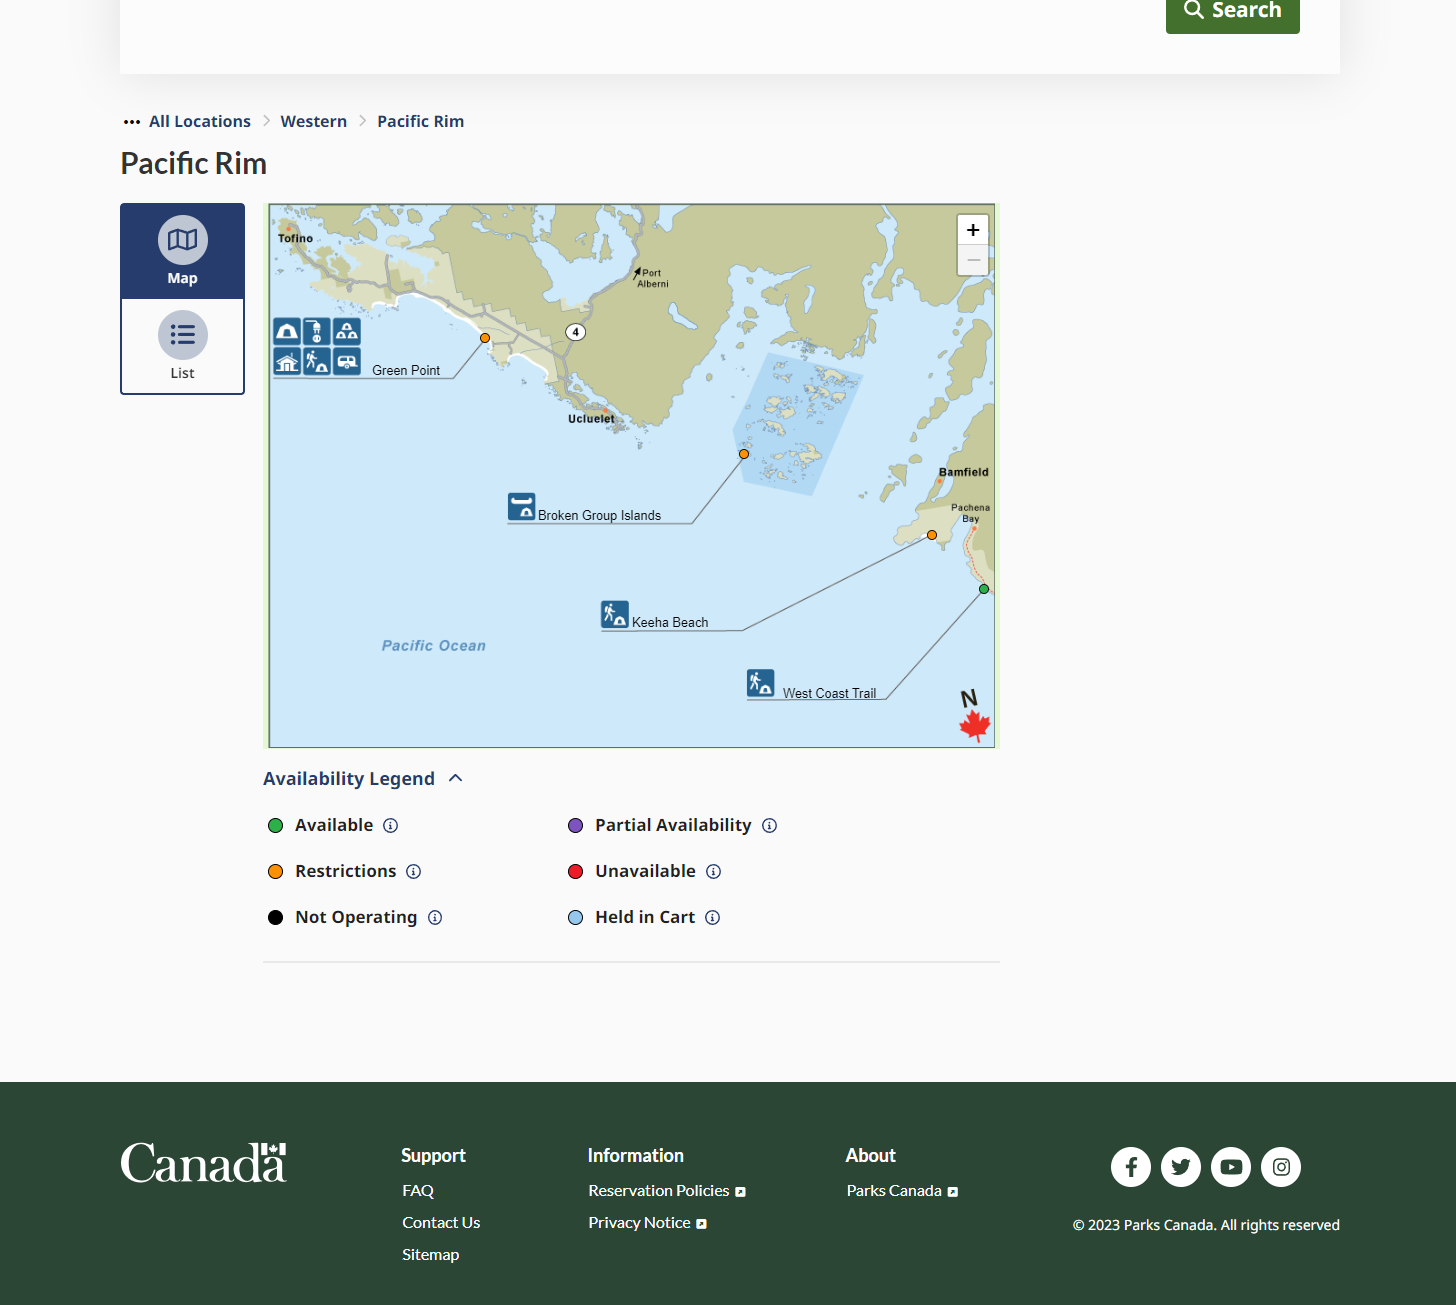 Search
All Locations
Western
Pacific Rim
Pacific Rim
Map
List
Tofino
Port
Alberni
4
Green Point
Ucluelet
Bamfield
Pachena
Bay
Broken Group Islands
Keeha Beach
Pacific Ocean
West Coast Trail
N
+
−
Availability Legend
Available
Partial Availability
Restrictions
Unavailable
Not Operating
Held in Cart
Canada
Support
FAQ
Contact Us
Sitemap
Information
Reservation Policies
Privacy Notice
About
Parks Canada
© 2023 Parks Canada. All rights reserved